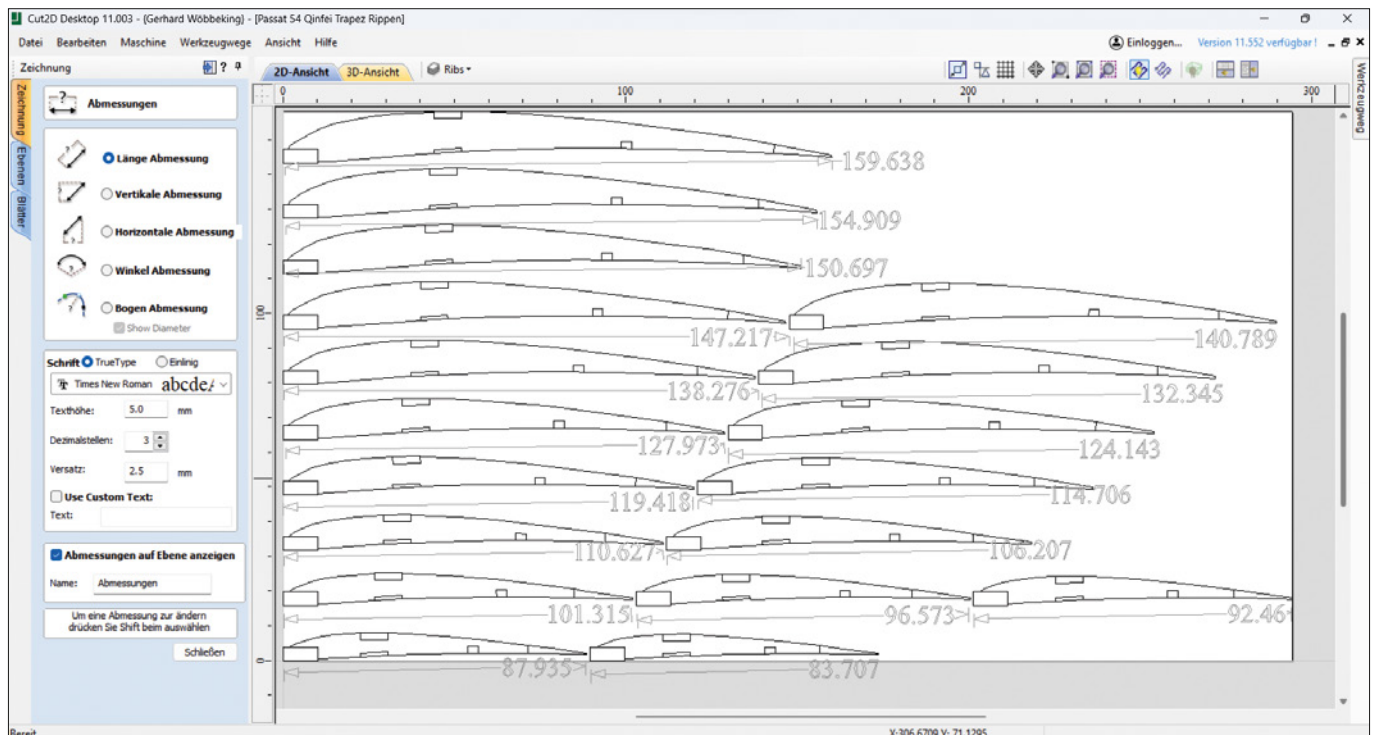 Cut2D Desktop 11.003 - {Gerhard Wöbbeking} - [Passat S4 Qinfei Trapez Rippen]
Datei Bearbeiten Maschine Werkzeugwege Ansicht Hilfe
Einloggen... Version 11.552 verfügbar!
Zeichnung
2D-Ansicht 3D-Ansicht Ribs
Zeichnung
Ebenen
Blätter
Werkzeugweg
Abmessungen
Länge Abmessung
Vertikale Abmessung
Horizontale Abmessung
Winkel Abmessung
Bogen Abmessung
Show Diameter
Schrift TrueType Einlinig
Times New Roman abcde
Texthöhe: 5.0 mm
Dezimalstellen: 3
Versatz: 2.5 mm
Use Custom Text:
Text:
Abmessungen auf Ebene anzeigen
Name: Abmessungen
Um eine Abmessung zur ändern
drücken Sie Shift beim auswählen
Schließen
0 100 200 300
100
0
159.638
154.909
150.697
147.217 140.789
138.276 132.345
127.973 124.143
119.418 114.706
110.627 106.207
101.315 96.573 92.461
87.935 83.707
Bereit
X:306.6709 Y: 71.1295